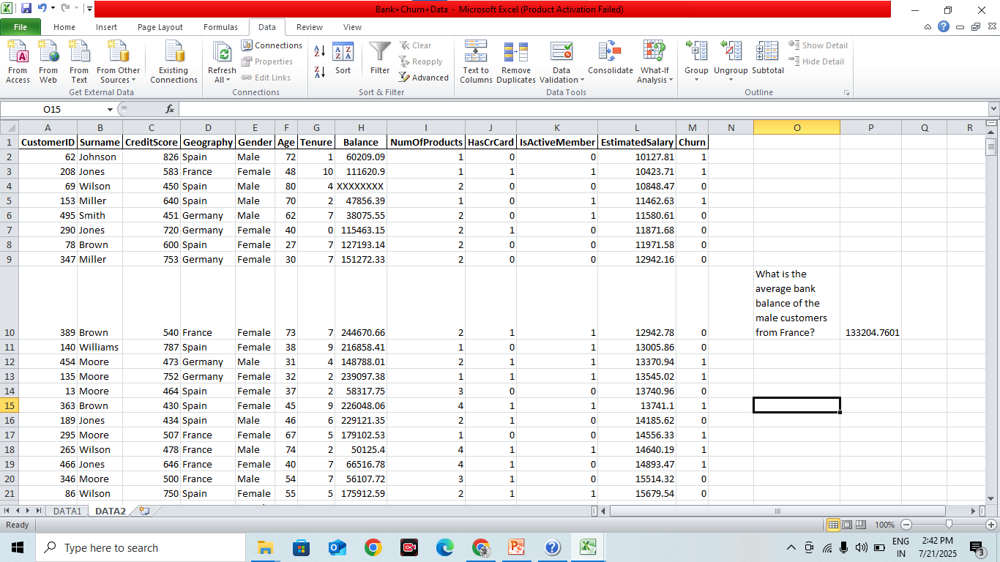 Bank+Churn+Data - Microsoft Excel (Product Activation Failed)
File Home Insert Page Layout Formulas Data Review View
From Access
From Web
From Text
From Other Sources
Existing Connections
Refresh All
Connections
Properties
Edit Links
Sort
Filter
Clear
Reapply
Advanced
Text to Columns
Remove Duplicates
Data Validation
Consolidate
What-If Analysis
Group
Ungroup
Subtotal
Show Detail
Hide Detail
Get External Data Connections Sort & Filter Data Tools Outline
O15 fx
A B C D E F G H I J K L M N O P Q R
1 CustomerID Surname CreditScore Geography Gender Age Tenure Balance NumOfProducts HasCrCard IsActiveMember EstimatedSalary Churn
2 62 Johnson 826 Spain Male 72 1 60209.09 1 0 0 10127.81 1
3 208 Jones 583 France Female 48 10 111620.9 1 1 1 10423.71 1
4 69 Wilson 450 Spain Male 80 4 XXXXXXXX 2 0 0 10848.47 0
5 153 Miller 640 Spain Male 70 2 47856.39 1 0 1 11462.63 1
6 495 Smith 451 Germany Male 62 7 38075.55 2 0 1 11580.61 0
7 290 Jones 720 Germany Female 40 0 115463.15 2 1 0 11871.68 0
8 78 Brown 600 Spain Female 27 7 127193.14 2 0 0 11971.58 0
9 347 Miller 753 Germany Female 30 7 151272.33 2 0 0 12942.16 0
What is the
average bank
balance of the
male customers
10 389 Brown 540 France Female 73 7 244670.66 2 1 1 12942.78 0 from France? 133204.7601
11 140 Williams 787 Spain Female 38 9 216858.41 1 0 1 13005.86 0
12 454 Moore 473 Germany Male 31 4 148788.01 2 1 1 13370.94 1
13 135 Moore 752 Germany Female 32 2 239097.38 1 1 1 13545.02 1
14 13 Moore 464 Spain Female 37 2 58317.75 3 0 0 13740.96 0
15 363 Brown 430 Spain Female 45 9 226048.06 4 1 1 13741.1 1
16 189 Jones 434 Spain Male 46 6 229121.35 2 1 0 14185.62 0
17 295 Moore 507 France Female 67 5 179102.53 1 0 0 14556.33 1
18 265 Wilson 478 France Male 74 2 50125.4 4 1 1 14640.19 1
19 466 Jones 646 France Female 40 7 66516.78 4 1 0 14893.47 1
20 346 Moore 500 France Male 54 7 56107.72 3 1 0 15514.32 0
21 86 Wilson 750 Spain Female 55 5 175912.59 2 1 1 15679.54 0
DATA1 DATA2
Ready 100%
Type here to search
ENG 2:42 PM
IN 7/21/2025 3